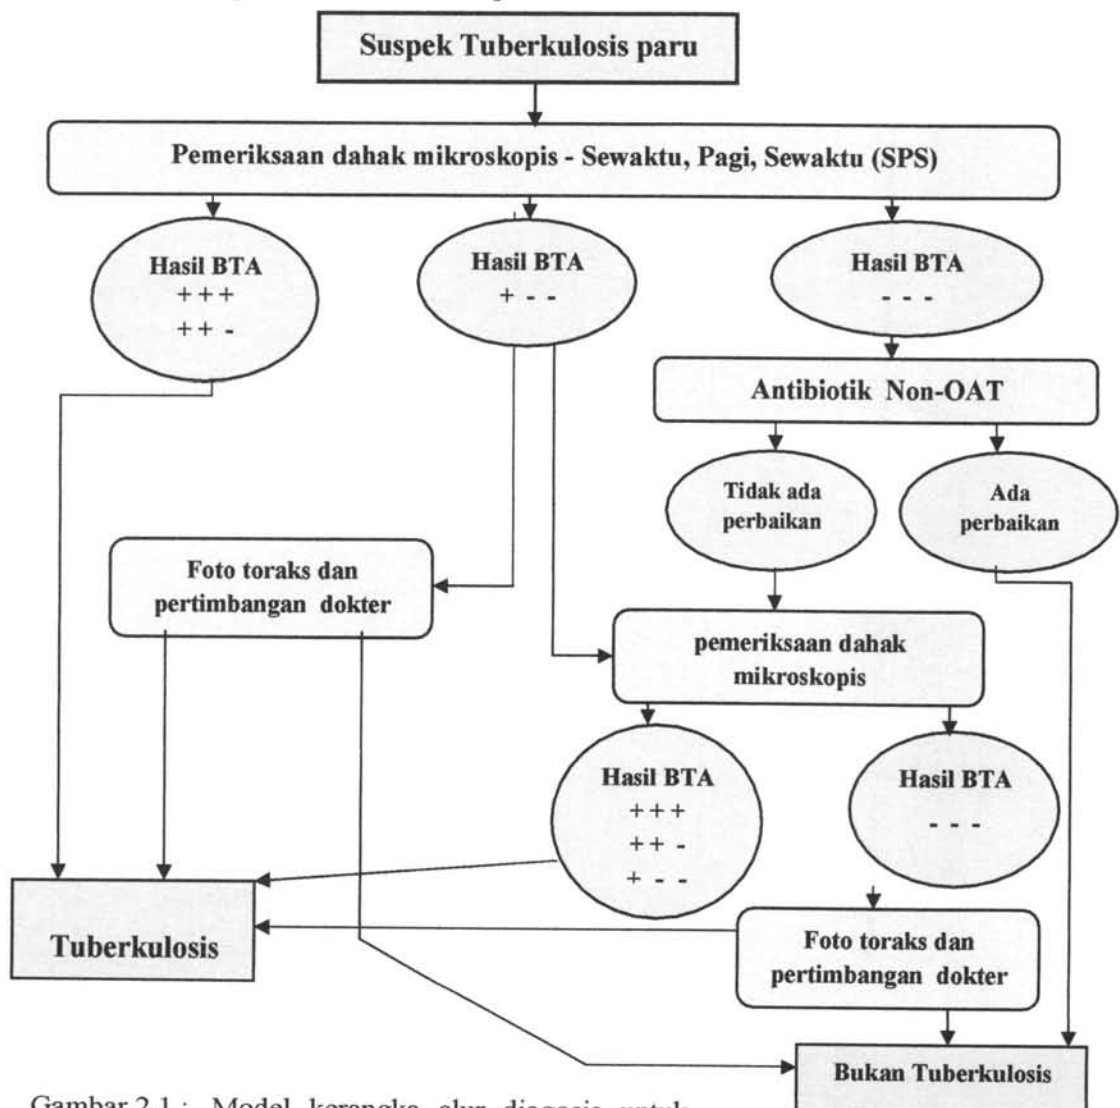 Suspek Tuberkulosis paru
Pemeriksaan dahak mikroskopis - Sewaktu, Pagi, Sewaktu (SPS)
Hasil BTA
+ + +
+ + -
Hasil BTA
+ - -
Hasil BTA
- - -
Antibiotik Non-OAT
Tidak ada
perbaikan
Ada
perbaikan
Foto toraks dan
pertimbangan dokter
pemeriksaan dahak
mikroskopis
Hasil BTA
+ + +
+ + -
+ - -
Hasil BTA
- - -
Tuberkulosis
Foto toraks dan
pertimbangan dokter
Bukan Tuberkulosis
Gambar 2.1 : Model kerangka alur diagosis untuk